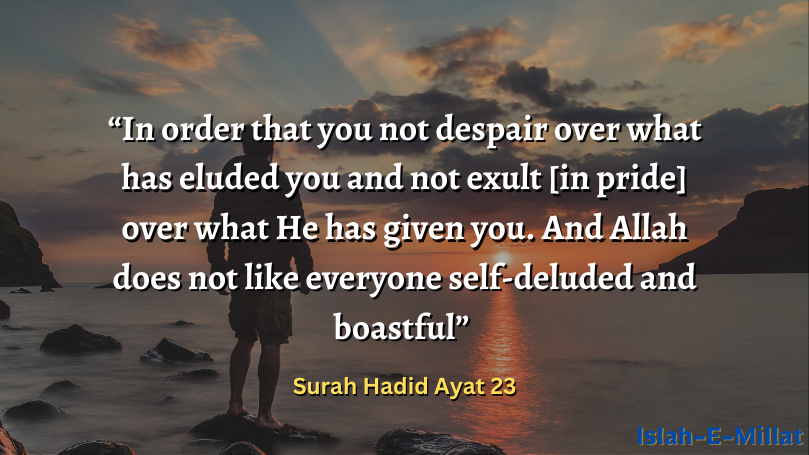 “In order that you not despair over what
has eluded you and not exult [in pride]
over what He has given you. And Allah
does not like everyone self-deluded and
boastful”
Surah Hadid Ayat 23
Islah-E-Millat